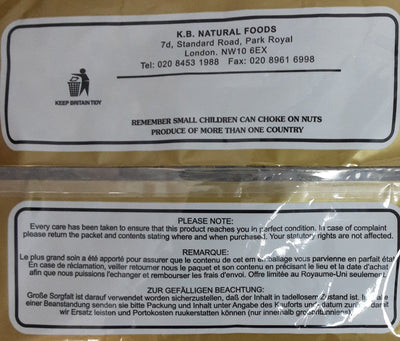 K.B. NATURAL FOODS
7d, Standard Road, Park Royal
London. NW10 6EX
Tel: 020 8453 1988 Fax: 020 8961 6998
KEEP BRITAIN TIDY
REMEMBER SMALL CHILDREN CAN CHOKE ON NUTS
PRODUCE OF MORE THAN ONE COUNTRY
PLEASE NOTE:
Every care has been taken to ensure that this product reaches you in perfect condition. In case of complaint
please return the packet and contents stating where and when purchased. Your statutory rights are not affected.
REMARQUE:
Le plus grand soin a été apporté pour assurer que le contenu de cet emballage vous parvienne en parfait état
En cas de réclamation, veiller retourner nous le paquet et son contenu en précisant le lieu et la date d'achat
afin que nous puissions l'echanger et rembourser les frais d'envoi. Offre limitée au Royaume-Uni seulement.
ZUR GEFÄLLIGEN BEACHTUNG:
Große Sorgfalt ist darauf verwendet worden sicherzustellen, daß der Inhalt in tadellosem Zustand ist. Im Falle
einer Beanstandung senden sie bitte Packung und Inhalt unter Angabe des Kauforts und -datum zurück damit
wir Ersatz leisten und Portokosten ruukerstatten können (nur innerhalb grosvritunniens).